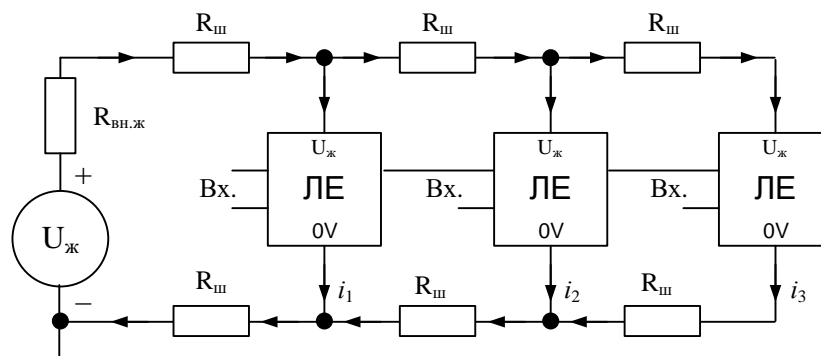 Rш Rш Rш
Rвн.ж
Uж Uж Uж
+
Вх. ЛЕ Вх. ЛЕ Вх. ЛЕ
Uж
0V 0V 0V
−
Rш i1 Rш i2 Rш i3